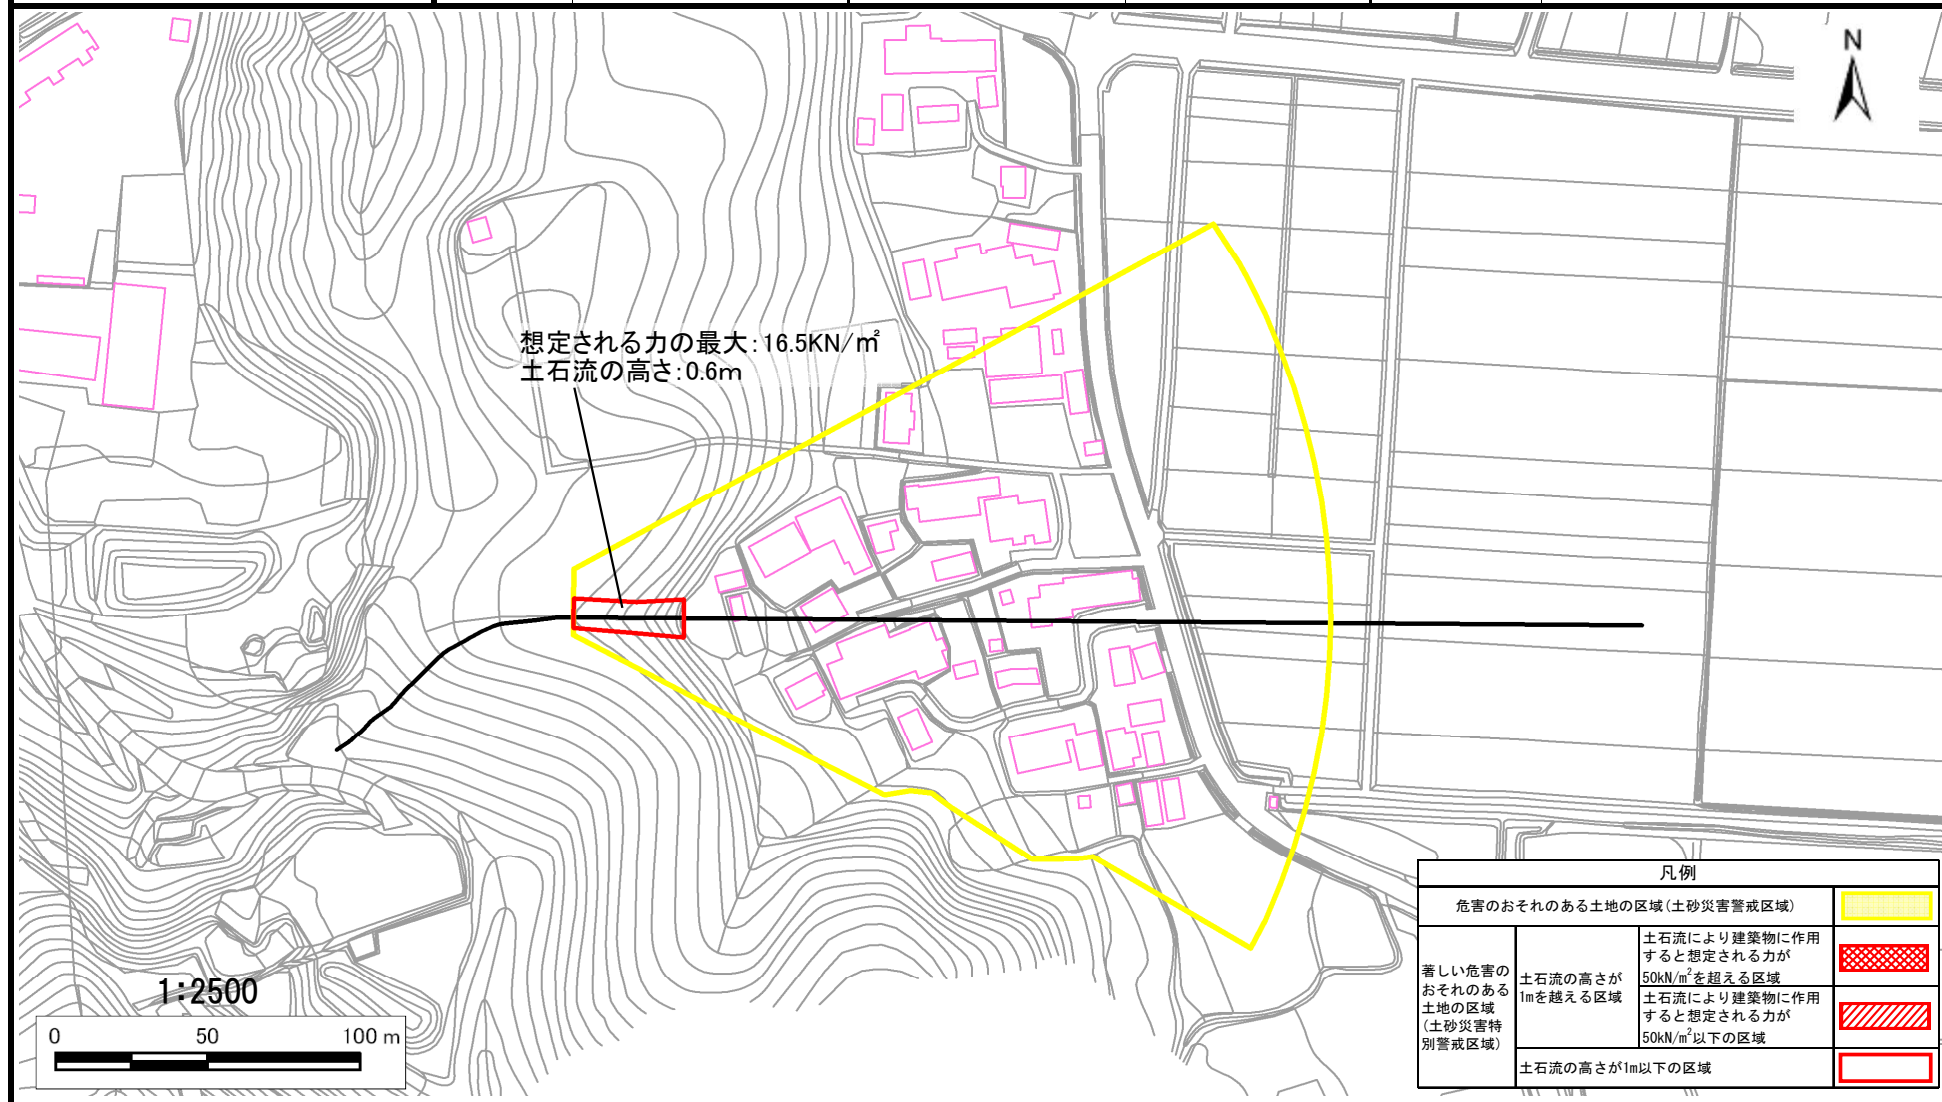 N
想定される力の最大：16.5KN/㎡
土石流の高さ：0.6m
1:2500
0 50 100 m
凡例
危害のおそれのある土地の区域（土砂災害警戒区域）
著しい危害の
おそれのある
土地の区域
（土砂災害特
別警戒区域）
土石流の高さが
1mを越える区域
土石流により建築物に作用
すると想定される力が
50kN/m²を超える区域
土石流により建築物に作用
すると想定される力が
50kN/m²以下の区域
土石流の高さが1m以下の区域